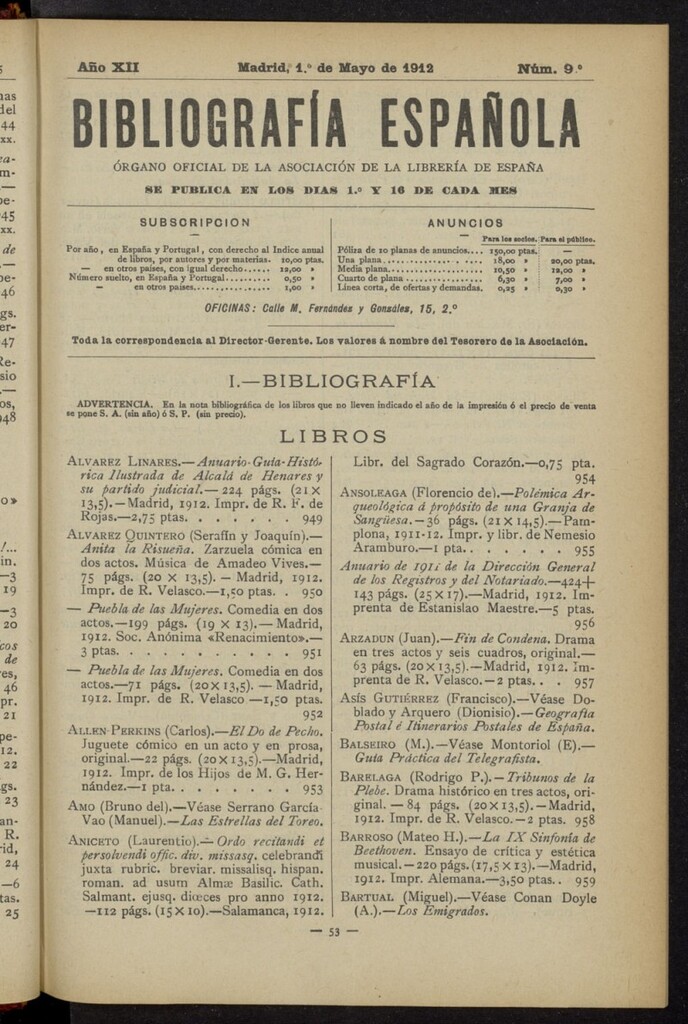 Año XII
Madrid, 1.º de Mayo de 1912
Núm. 9.º
BIBLIOGRAFÍA ESPAÑOLA
ÓRGANO OFICIAL DE LA ASOCIACIÓN DE LA LIBRERÍA DE ESPAÑA
SE PUBLICA EN LOS DIAS 1.º Y 16 DE CADA MES
SUBSCRIPCION
Por año, en España y Portugal, con derecho al Indice anual
de libros, por autores y por materias. 10,00 ptas.
— en otros países, con igual derecho...... 12,00 »
Número suelto, en España y Portugal......... 0,50 »
— en otros países................ 1,00 »
ANUNCIOS
Para los socios. Para el público.
Póliza de 10 planas de anuncios.... 150,00 ptas. —
Una plana...................... 18,00 » 20,00 ptas.
Media plana.................... 10,50 » 12,00 »
Cuarto de plana................ 6,30 » 7,00 »
Línea corta, de ofertas y demandas. 0,25 » 0,30 »
OFICINAS: Calle M. Fernández y González, 15, 2.º
Toda la correspondencia al Director-Gerente. Los valores á nombre del Tesorero de la Asociación.
I.—BIBLIOGRAFÍA
ADVERTENCIA. En la nota bibliográfica de los libros que no lleven indicado el año de la impresión ó el precio de venta
se pone S. A. (sin año) ó S. P. (sin precio).
LIBROS
ALVAREZ LINARES.—Anuario-Guía-Histó-
rica Ilustrada de Alcalá de Henares y
su partido judicial.— 224 págs. (21 ×
13,5).—Madrid, 1912. Impr. de R. F. de
Rojas.—2,75 ptas. . . . . . . 949
ALVAREZ QUINTERO (Serafín y Joaquín).—
Anita la Risueña. Zarzuela cómica en
dos actos. Música de Amadeo Vives.—
75 págs. (20 × 13,5). — Madrid, 1912.
Impr. de R. Velasco.—1,50 ptas. . 950
— Puebla de las Mujeres. Comedia en dos
actos.—199 págs. (19 × 13).— Madrid,
1912. Soc. Anónima «Renacimiento».—
3 ptas. . . . . . . . . . . 951
— Puebla de las Mujeres. Comedia en dos
actos.—71 págs. (20×13,5). — Madrid,
1912. Impr. de R. Velasco —1,50 ptas.
952
ALLEN-PERKINS (Carlos).—El Do de Pecho.
Juguete cómico en un acto y en prosa,
original.—22 págs. (20×13,5).—Madrid,
1912. Impr. de los Hijos de M. G. Her-
nández.—1 pta. . . . . . . . 953
AMO (Bruno del).—Véase Serrano García-
Vao (Manuel).—Las Estrellas del Toreo.
ANICETO (Laurentio).—Ordo recitandi et
persolvendi offic. div. missasq. celebrandi
juxta rubric. breviar. missalisq. hispan.
roman. ad usum Almæ Basilic. Cath.
Salmant. ejusq. diœces pro anno 1912.
—112 págs. (15×10).—Salamanca, 1912.
Libr. del Sagrado Corazón.—0,75 pta.
954
ANSOLEAGA (Florencio de).—Polémica Ar-
queológica á propósito de una Granja de
Sangüesa.—36 págs. (21×14,5).—Pam-
plona, 1911-12. Impr. y libr. de Nemesio
Aramburo.—1 pta. . . . . . 955
Anuario de 1911 de la Dirección General
de los Registros y del Notariado.—424+
143 págs. (25×17).—Madrid, 1912. Im-
prenta de Estanislao Maestre.—5 ptas.
956
ARZADUN (Juan).—Fin de Condena. Drama
en tres actos y seis cuadros, original.—
63 págs. (20×13,5).—Madrid, 1912. Im-
prenta de R. Velasco.—2 ptas. . 957
ASÍS GUTIÉRREZ (Francisco).—Véase Do-
blado y Arquero (Dionisio).—Geografía
Postal é Itinerarios Postales de España.
BALSEIRO (M.).—Véase Montoriol (E).—
Guía Práctica del Telegrafista.
BARELAGA (Rodrigo P.).—Tribunos de la
Plebe. Drama histórico en tres actos, ori-
ginal. — 84 págs. (20×13,5).—Madrid,
1912. Impr. de R. Velasco.—2 ptas. 958
BARROSO (Mateo H.).—La IX Sinfonía de
Beethoven. Ensayo de crítica y estética
musical.—220 págs. (17,5 × 13).—Madrid,
1912. Impr. Alemana.—3,50 ptas. . 959
BARTUAL (Miguel).—Véase Conan Doyle
(A.).—Los Emigrados.
— 53 —